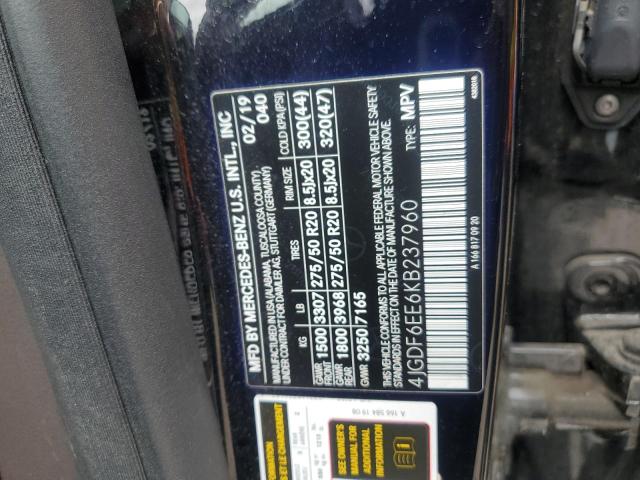 MFD BY MERCEDES-BENZ U.S. INTL., INC 02/19
MANUFACTURED IN USA (ALABAMA, TUSCALOOSA COUNTY) 040
UNDER CONTRACT FOR DAIMLER AG, STUTTGART (GERMANY)
KG LB TIRES RIM SIZE COLD KPA (PSI)
GAWR FRONT 1500 3307 275/50 R20 8.5Jx20 300(44)
GAWR REAR 1800 3968 275/50 R20 8.5Jx20 320(47)
GVWR 3250 7165
IT CONFORMS TO ALL APPLICABLE FEDERAL MOTOR VEHICLE SAFETY
STANDARDS IN EFFECT ON THE DATE OF MANUFACTURE SHOWN ABOVE.
4JGDF6EE6KB237960 TYPE: MPV
A 166 817 09 20
A 166 584 19 08
SEE OWNER'S
MANUAL FOR
ADDITIONAL
INFORMATION